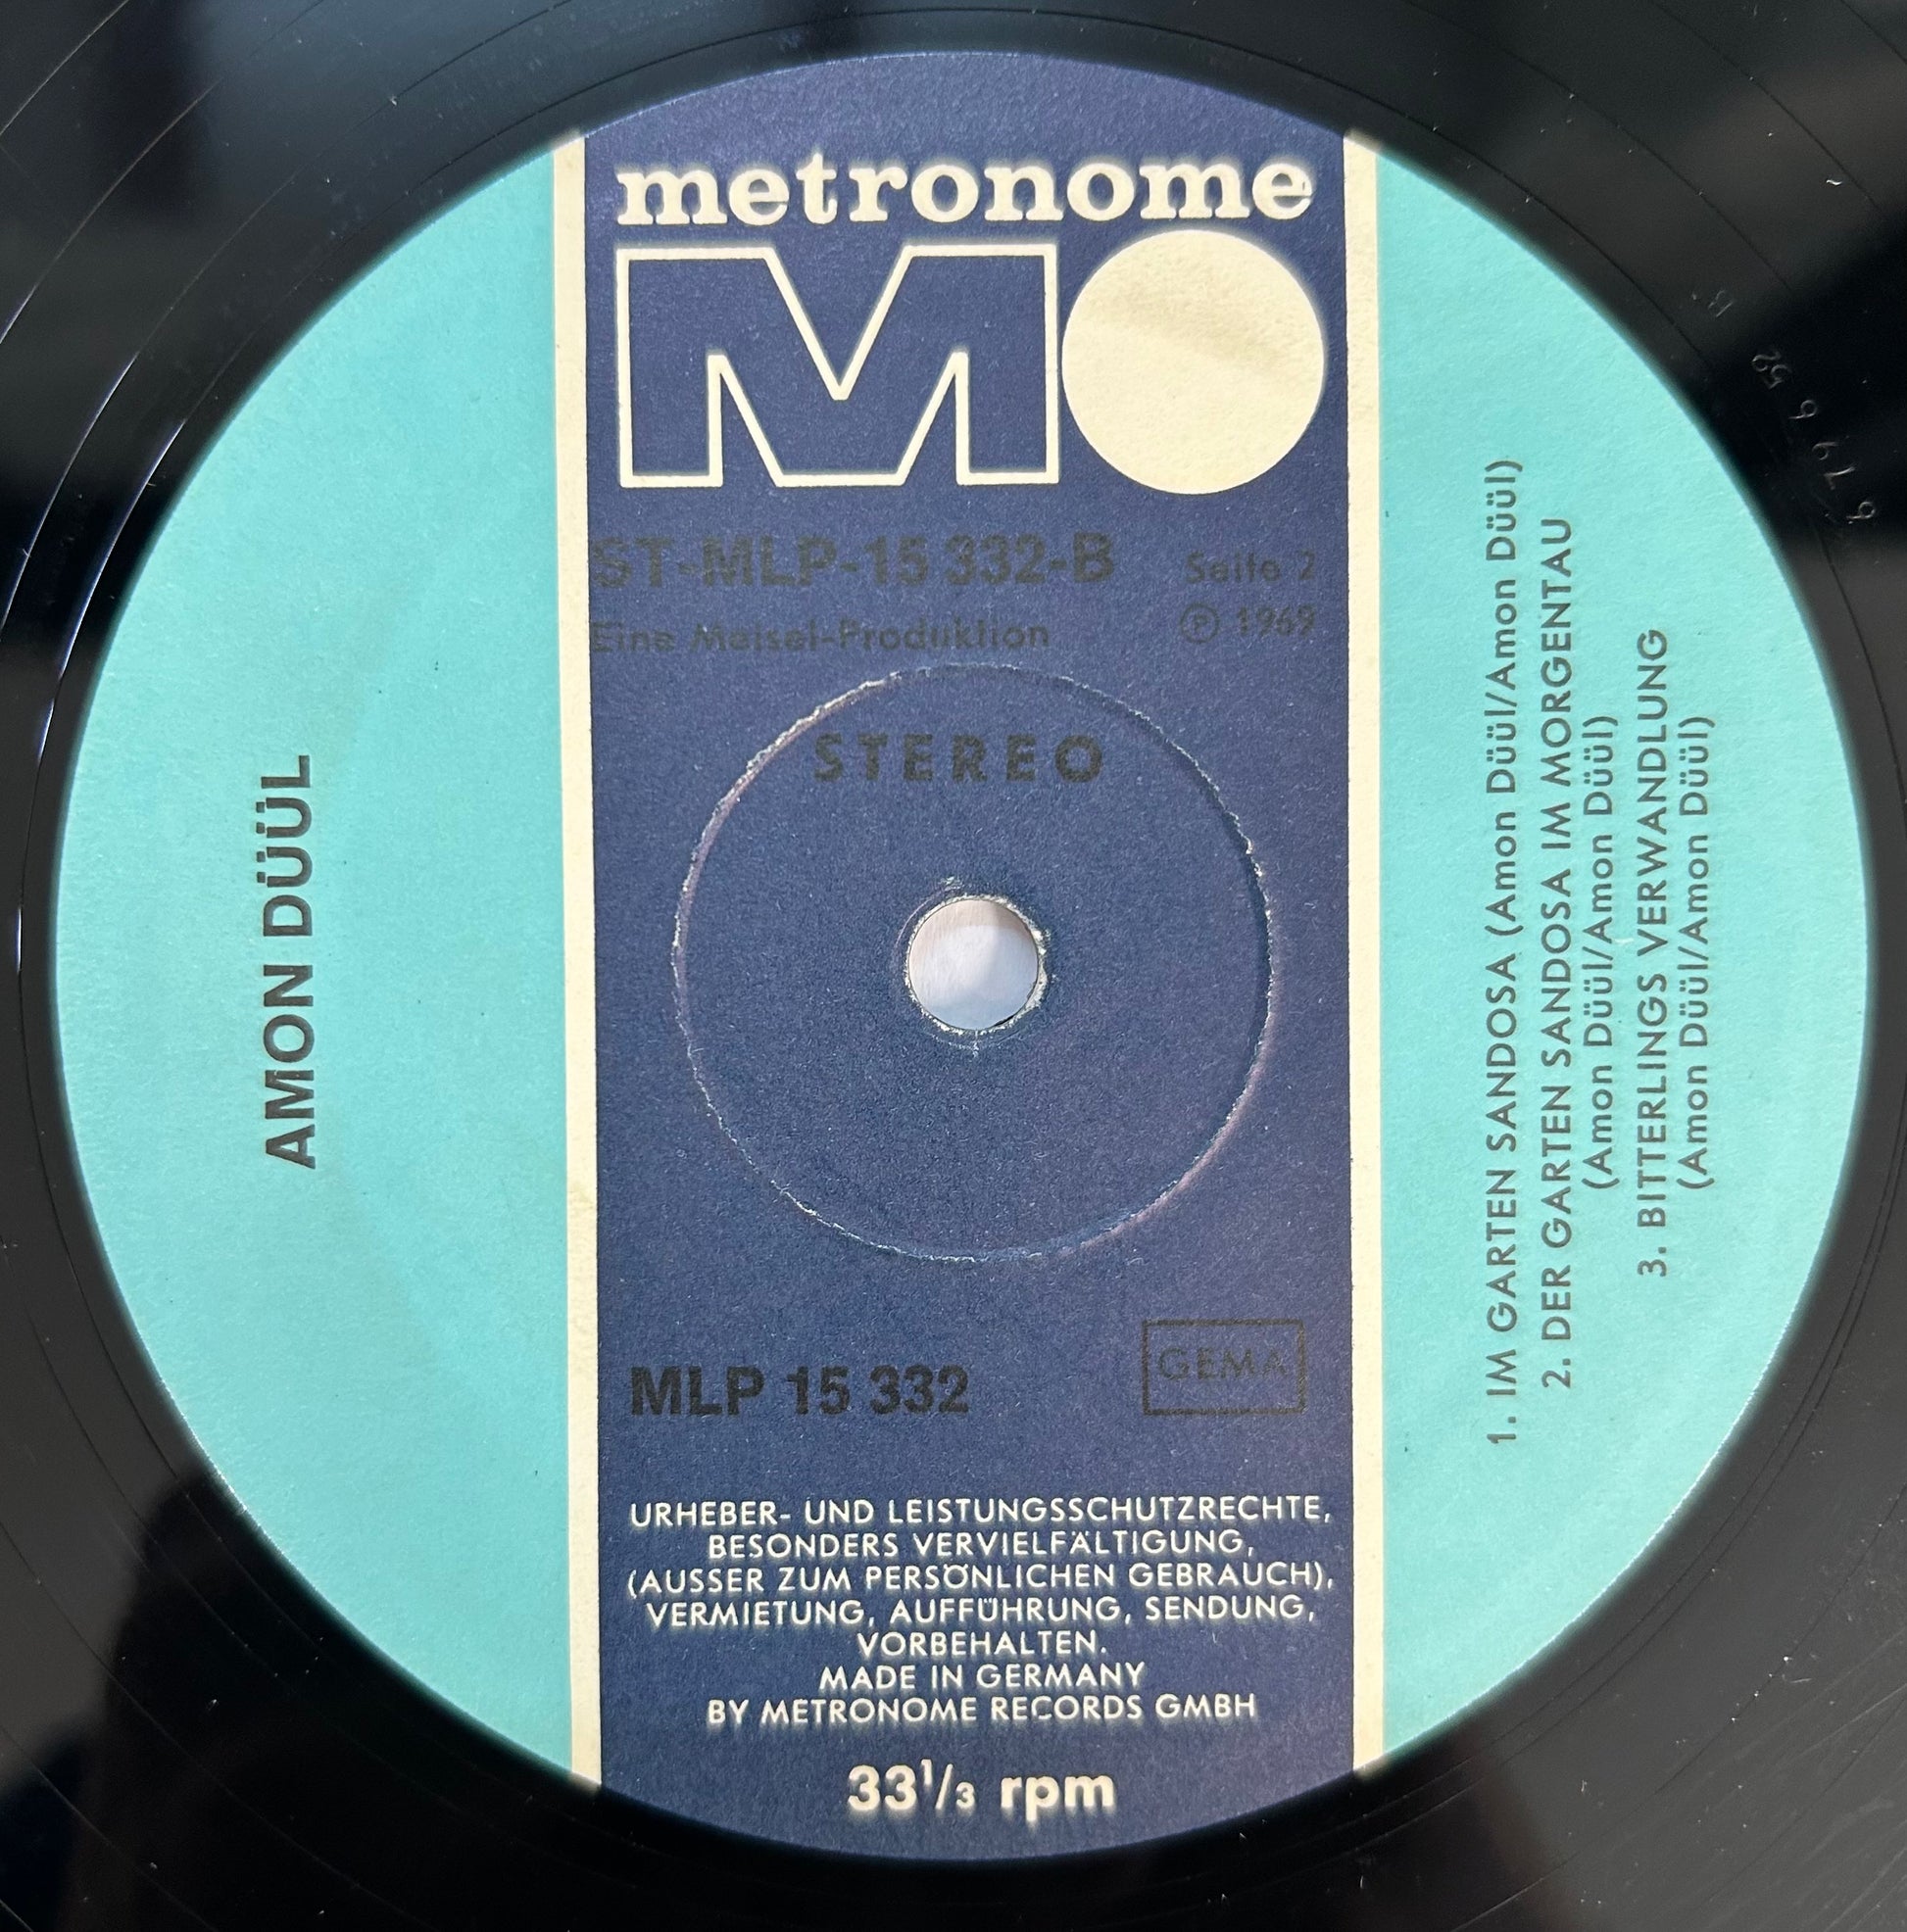 metronome
MO
ST-MLP-15 332-B
Seite 2
Eine Meisel-Produktion
Ⓟ 1969
STEREO
AMON DÜÜL
1. IM GARTEN SANDOSA (Amon Düül/Amon Düül)
2. DER GARTEN SANDOSA IM MORGENTAU
(Amon Düül/Amon Düül)
3. BITTERLINGS VERWANDLUNG
(Amon Düül/Amon Düül)
MLP 15 332
GEMA
URHEBER- UND LEISTUNGSSCHUTZRECHTE,
BESONDERS VERVIELFÄLTIGUNG,
(AUSSER ZUM PERSÖNLICHEN GEBRAUCH),
VERMIETUNG, AUFFÜHRUNG, SENDUNG,
VORBEHALTEN.
MADE IN GERMANY
BY METRONOME RECORDS GMBH
33⅓ rpm